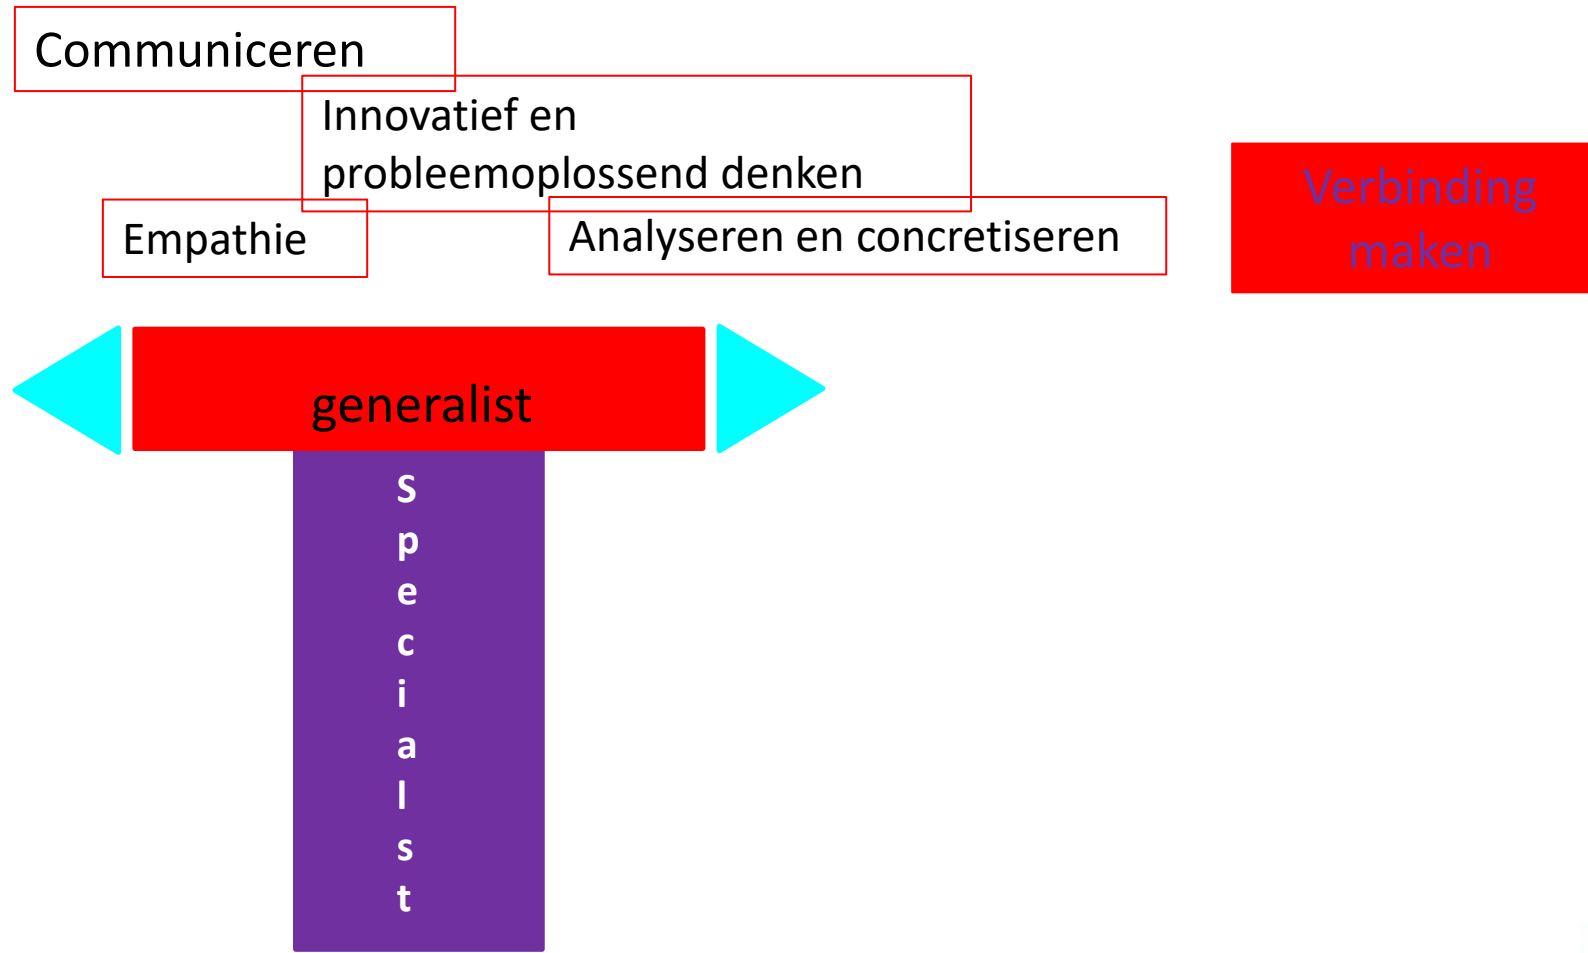 Communiceren
Innovatief en
probleemoplossend denken
Verbinding
maken
Empathie
Analyseren en concretiseren
generalist
S
p
e
c
i
a
l
s
t